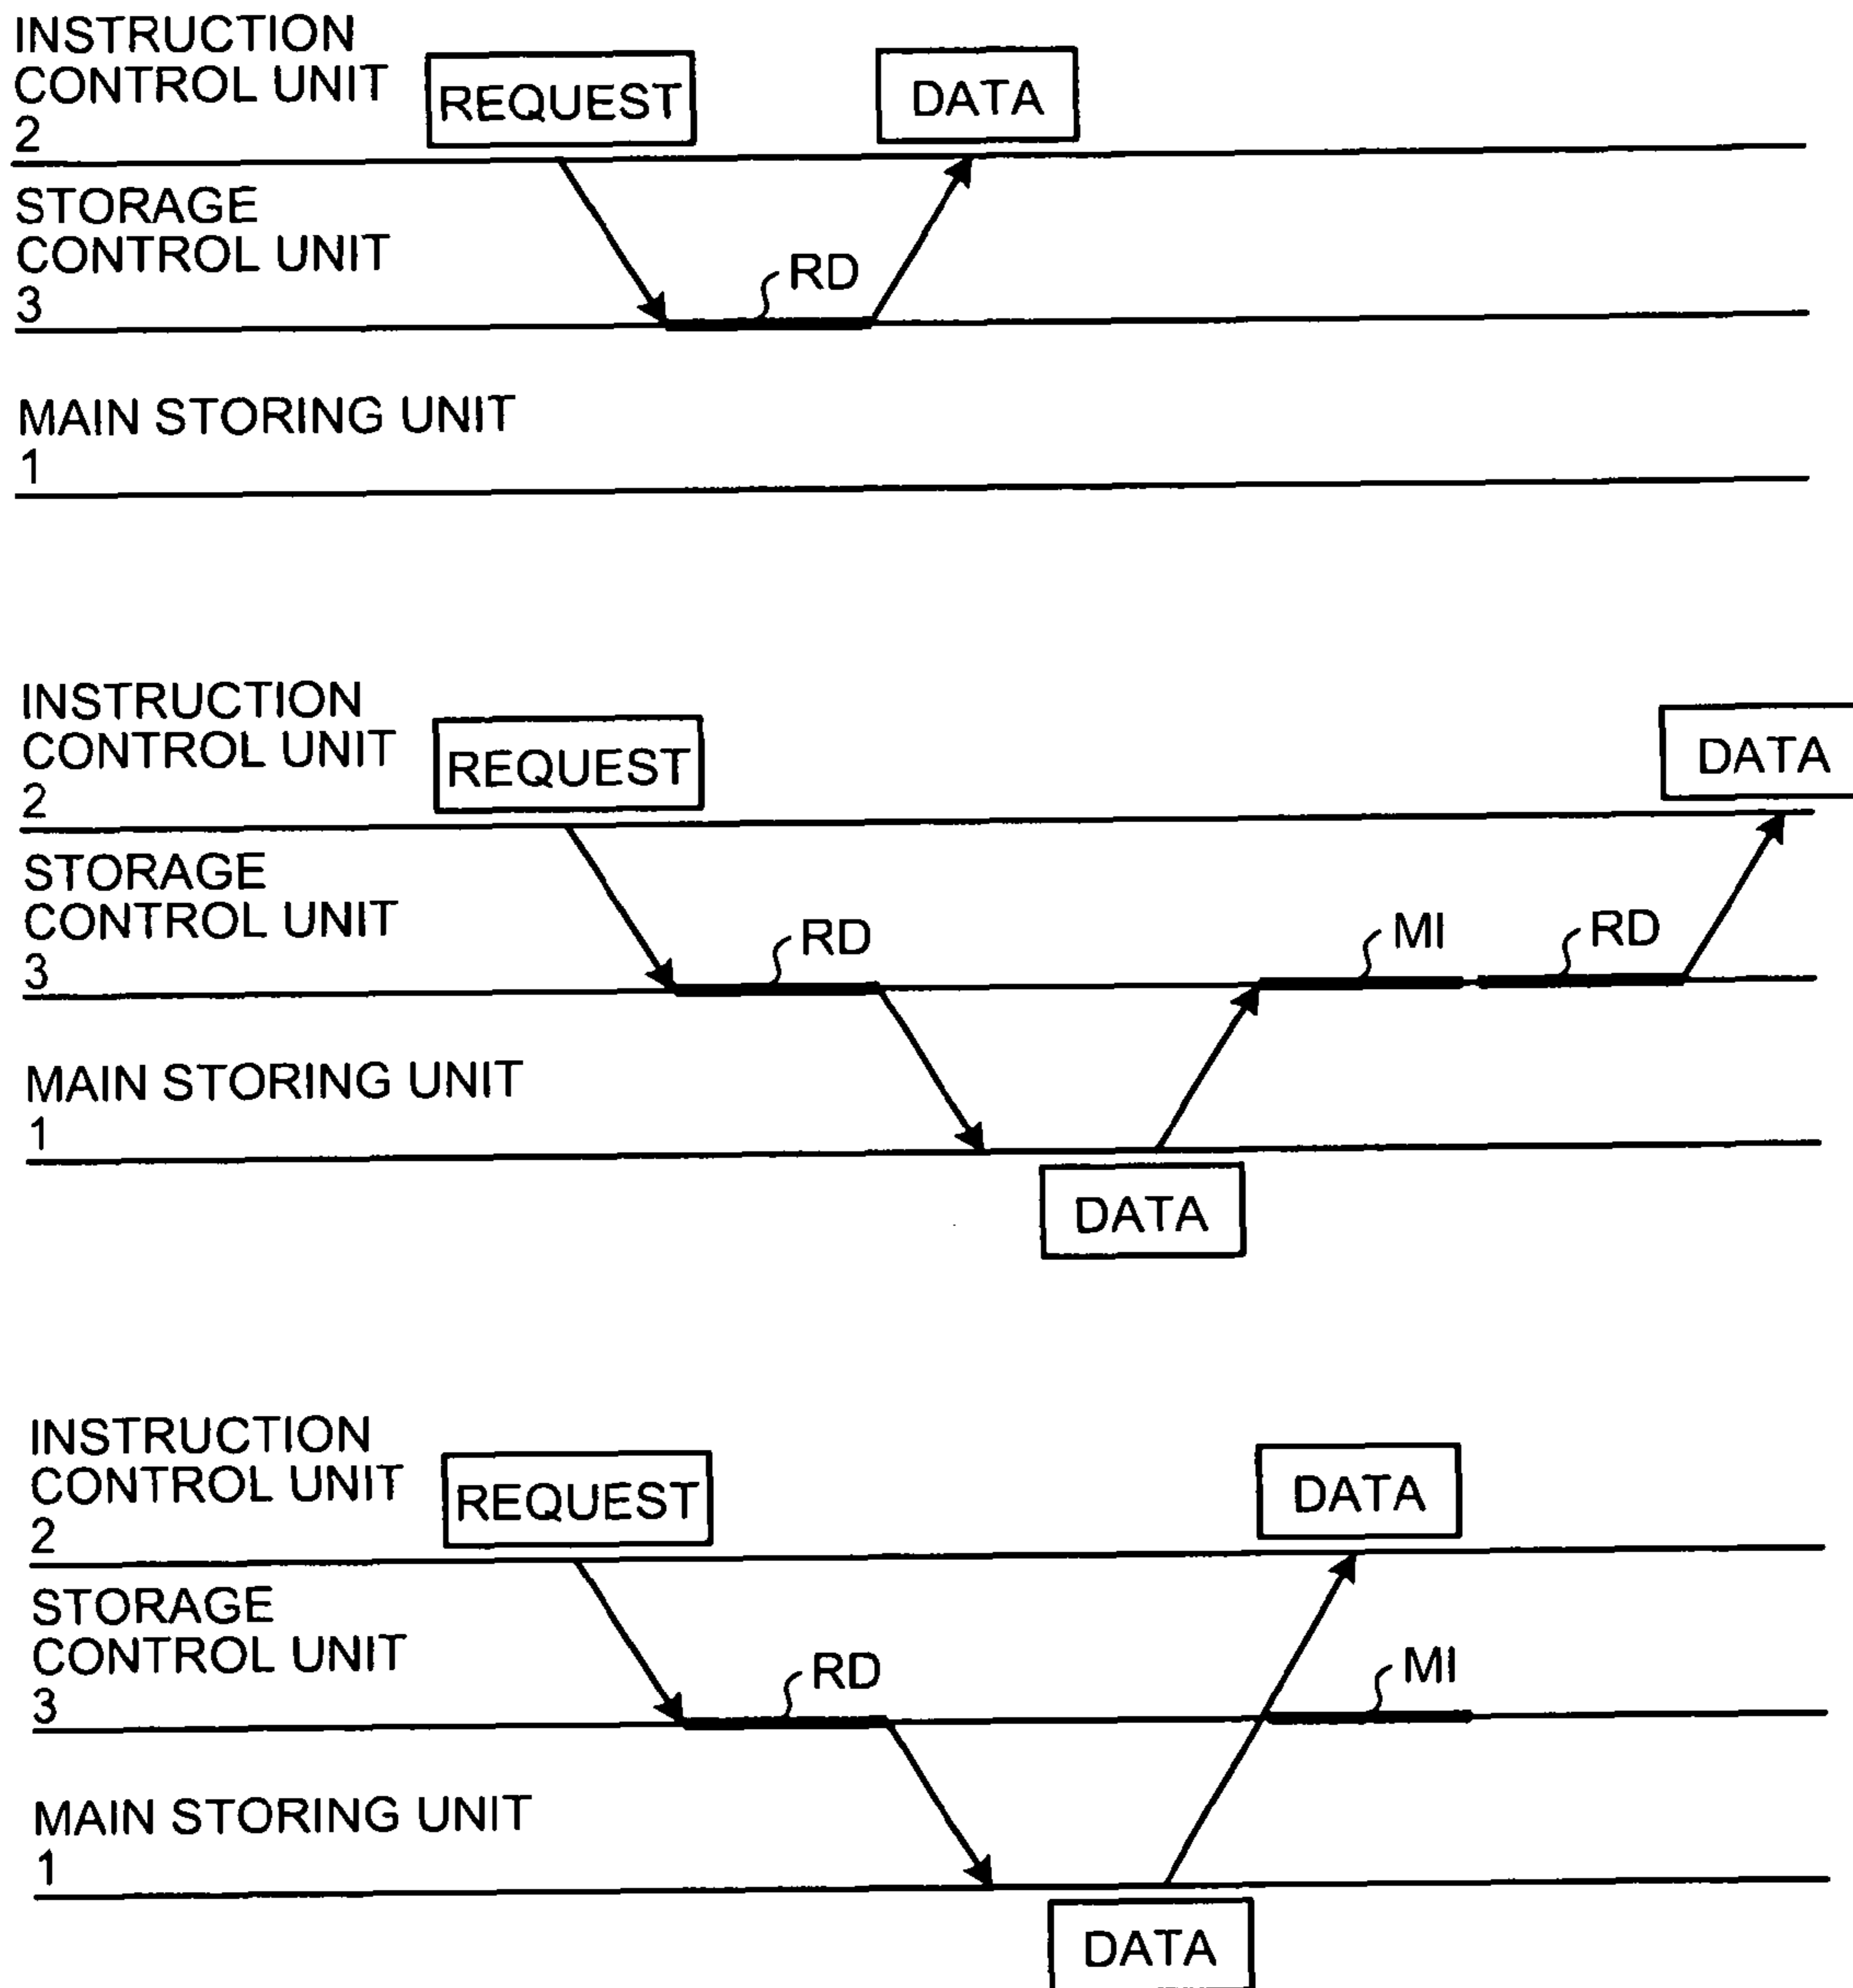 INSTRUCTION
CONTROL UNIT
2
REQUEST
DATA
STORAGE
CONTROL UNIT
3
RD
MAIN STORING UNIT
1
INSTRUCTION
CONTROL UNIT
2
REQUEST
DATA
STORAGE
CONTROL UNIT
3
RD
MI
RD
MAIN STORING UNIT
1
DATA
INSTRUCTION
CONTROL UNIT
2
REQUEST
DATA
STORAGE
CONTROL UNIT
3
RD
MI
MAIN STORING UNIT
1
DATA